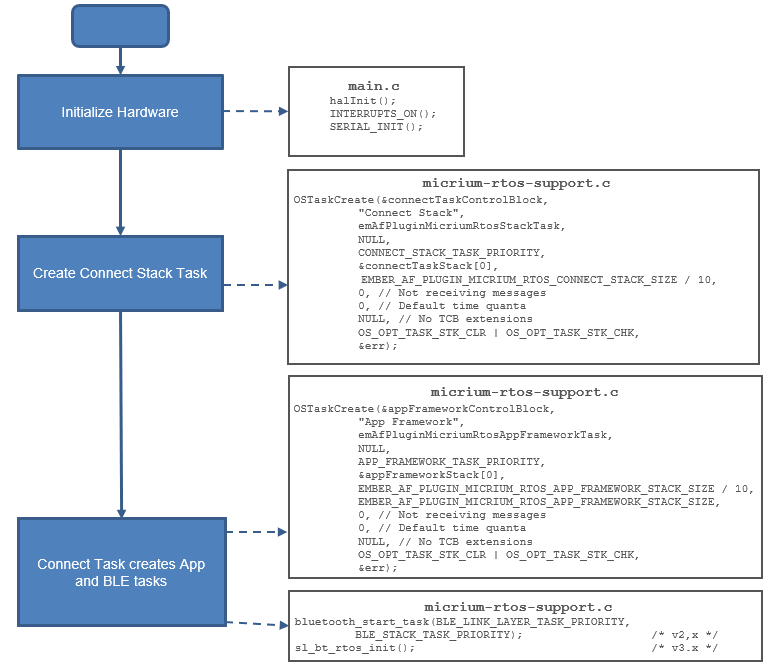 Initialize Hardware
main.c
halInit();
INTERRUPTS_ON();
SERIAL_INIT();
Create Connect Stack Task
micrium-rtos-support.c
OSTaskCreate(&connectTaskControlBlock,
"Connect Stack",
emAfPluginMicriumRtosStackTask,
NULL,
CONNECT_STACK_TASK_PRIORITY,
&connectTaskStack[0],
EMBER_AF_PLUGIN_MICRIUM_RTOS_CONNECT_STACK_SIZE / 10,
0, // Not receiving messages
0, // Default time quanta
NULL, // No TCB extensions
OS_OPT_TASK_STK_CLR | OS_OPT_TASK_STK_CHK,
&err);
Connect Task creates App
and BLE tasks
micrium-rtos-support.c
OSTaskCreate(&appFrameworkControlBlock,
"App Framework",
emAfPluginMicriumRtosAppFrameworkTask,
NULL,
APP_FRAMEWORK_TASK_PRIORITY,
&appFrameworkStack[0],
EMBER_AF_PLUGIN_MICRIUM_RTOS_APP_FRAMEWORK_STACK_SIZE / 10,
EMBER_AF_PLUGIN_MICRIUM_RTOS_APP_FRAMEWORK_STACK_SIZE,
0, // Not receiving messages
0, // Default time quanta
NULL, // No TCB extensions
OS_OPT_TASK_STK_CLR | OS_OPT_TASK_STK_CHK,
&err);
micrium-rtos-support.c
bluetooth_start_task(BLE_LINK_LAYER_TASK_PRIORITY,
BLE_STACK_TASK_PRIORITY); /* v2,x */
sl_bt_rtos_init(); /* v3.x */